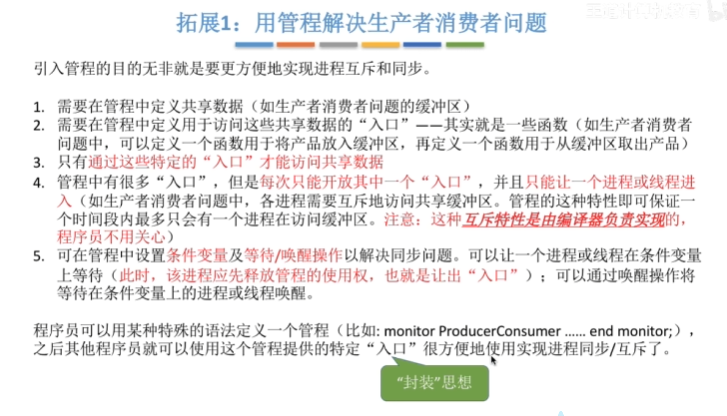 拓展1：用管程解决生产者消费者问题
引入管程的目的无非就是要更方便地实现进程互斥和同步。
1. 需要在管程中定义共享数据（如生产者消费者问题的缓冲区）
2. 需要在管程中定义用于访问这些共享数据的“入口”——其实就是一些函数（如生产者消费者
问题中，可以定义一个函数用于将产品放入缓冲区，再定义一个函数用于从缓冲区取出产品）
3. 只有通过这些特定的“入口”才能访问共享数据
4. 管程中有很多“入口”，但是每次只能开放其中一个“入口”，并且只能让一个进程或线程进
入（如生产者消费者问题中，各进程需要互斥地访问共享缓冲区。管程的这种特性即可保证一
个时间段内最多只会有一个进程在访问缓冲区。注意：这种互斥特性是由编译器负责实现的，
程序员不用关心）
5. 可在管程中设置条件变量及等待/唤醒操作以解决同步问题。可以让一个进程或线程在条件变量
上等待（此时，该进程应先释放管程的使用权，也就是让出“入口”）；可以通过唤醒操作将
等待在条件变量上的进程或线程唤醒。
程序员可以用某种特殊的语法定义一个管程（比如: monitor ProducerConsumer …… end monitor;），
之后其他程序员就可以使用这个管程提供的特定“入口”很方便地使用实现进程同步/互斥了。
“封装”思想